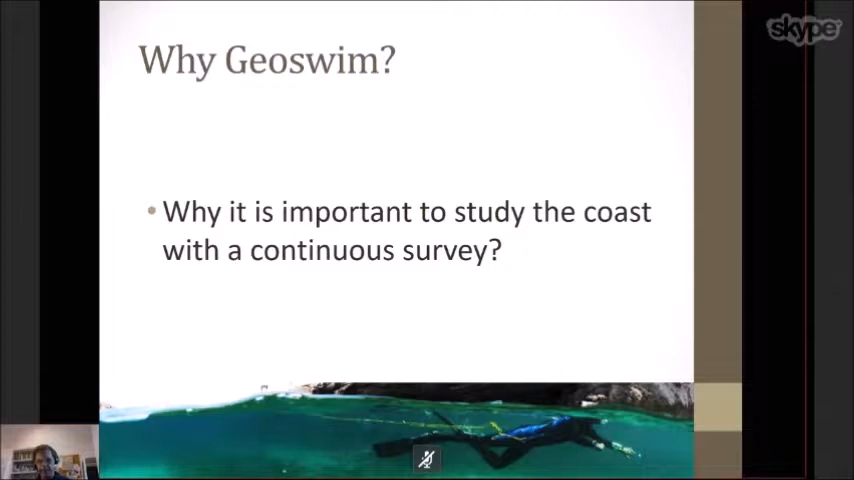 skype
Why Geoswim?
• Why it is important to study the coast
with a continuous survey?